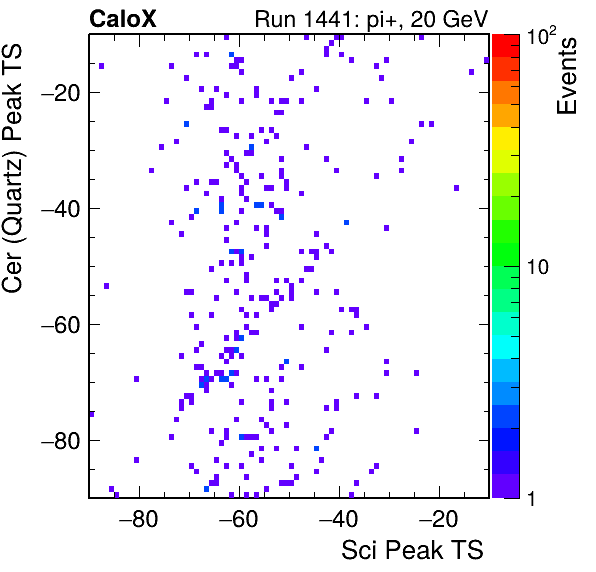 CaloX Run 1441: pi+, 20 GeV
Cer (Quartz) Peak TS
−20
−40
−60
−80
−80 −60 −40 −20
Sci Peak TS
10²
10
1
Events